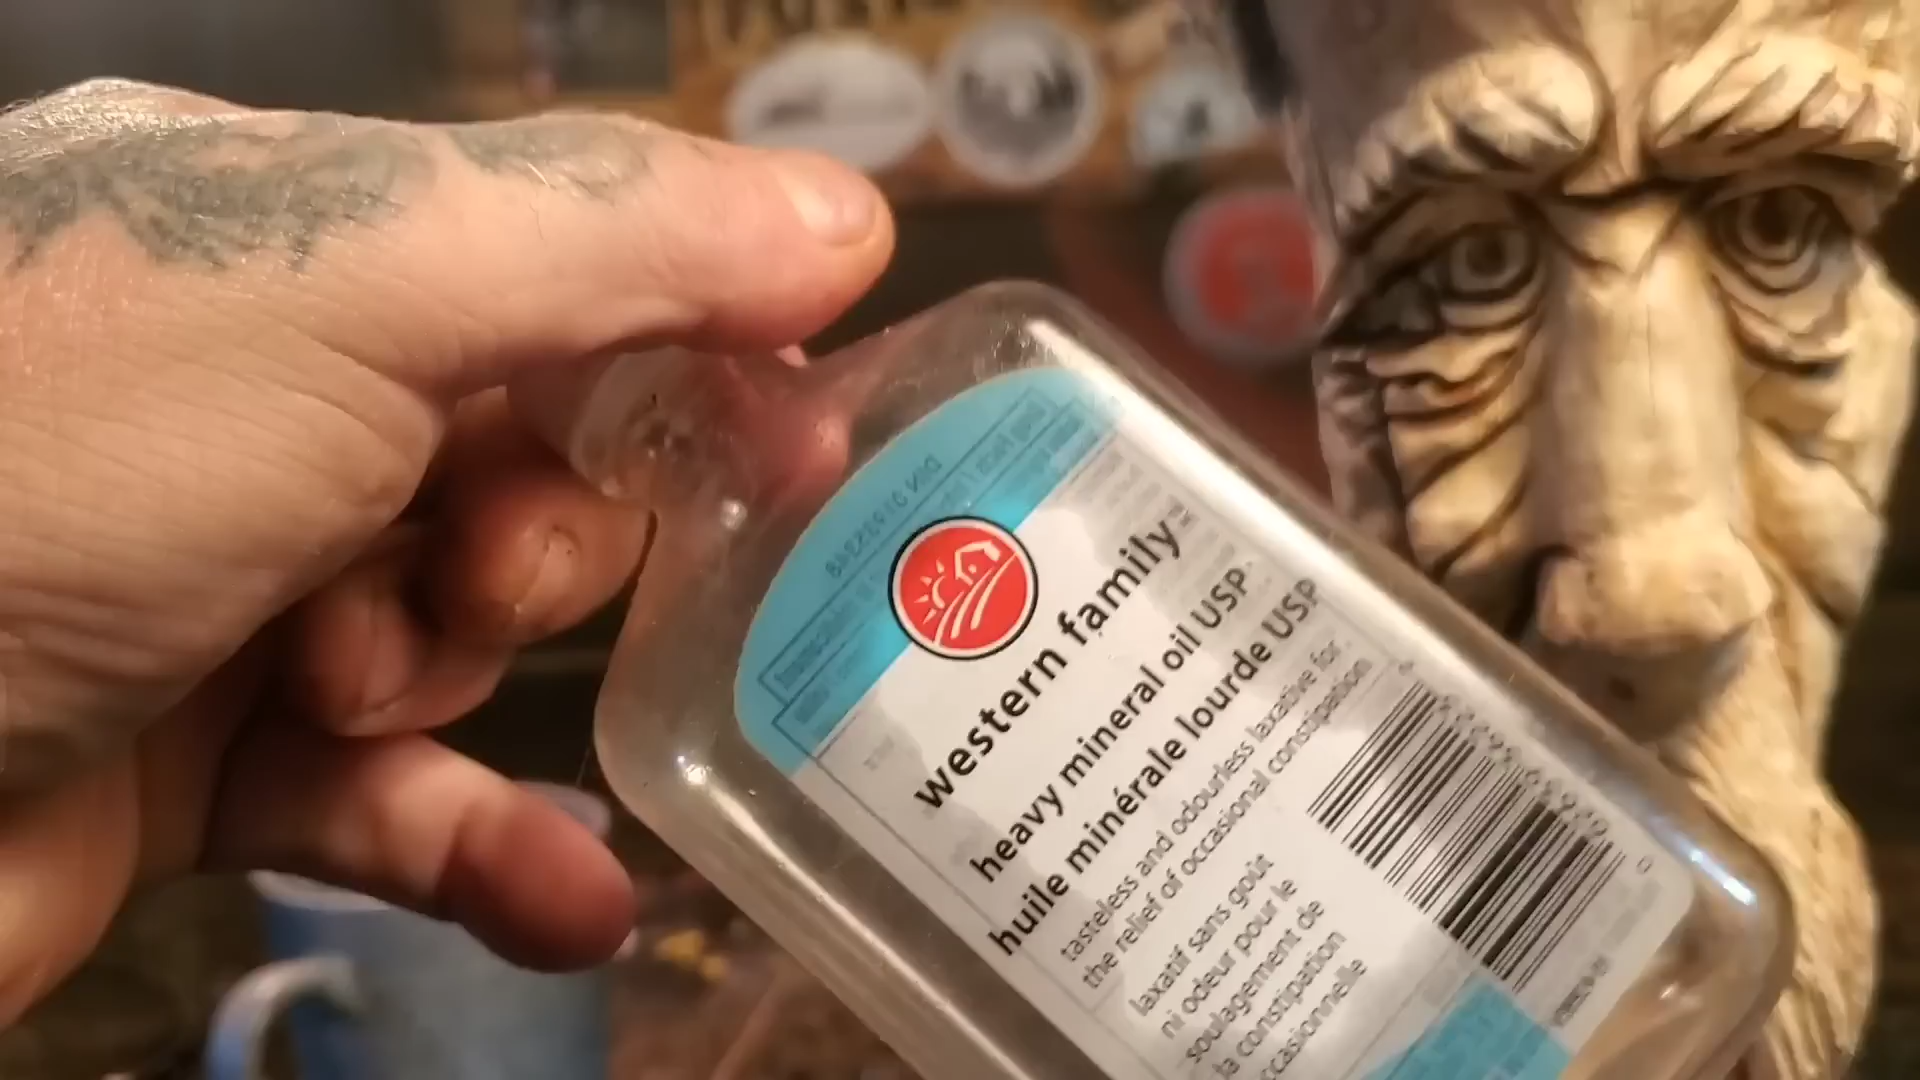 western family
heavy mineral oil USP
huile minérale lourde USP
tasteless and odourless laxative for
the relief of occasional constipation
laxatif sans goût
ni odeur pour le
soulagement de
la constipation
ccasionnelle